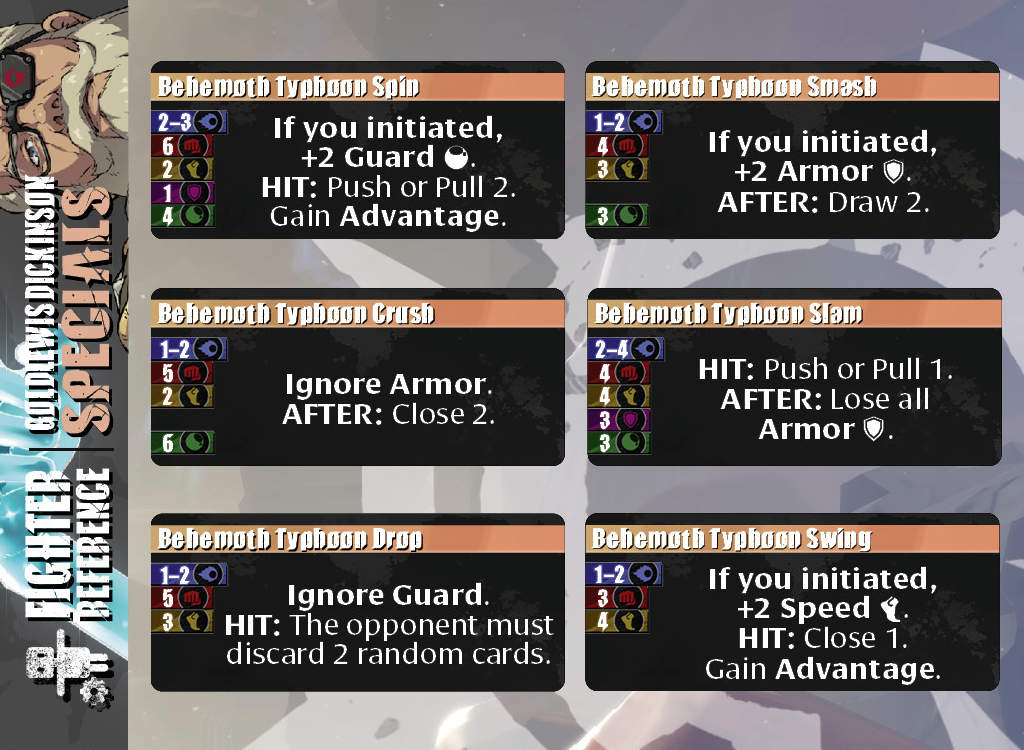 GOLDLEWIS DICKINSON
SPECIALS
FIGHTER
REFERENCE
Behemoth Typhoon Spin
2–3
6
2
1
4
If you initiated,
+2 Guard .
HIT: Push or Pull 2.
Gain Advantage.
Behemoth Typhoon Smash
1–2
4
3
3
If you initiated,
+2 Armor .
AFTER: Draw 2.
Behemoth Typhoon Crush
1–2
5
2
6
Ignore Armor.
AFTER: Close 2.
Behemoth Typhoon Slam
2–4
4
4
3
3
HIT: Push or Pull 1.
AFTER: Lose all
Armor .
Behemoth Typhoon Drop
1–2
5
3
Ignore Guard.
HIT: The opponent must
discard 2 random cards.
Behemoth Typhoon Swing
1–2
3
4
If you initiated,
+2 Speed .
HIT: Close 1.
Gain Advantage.